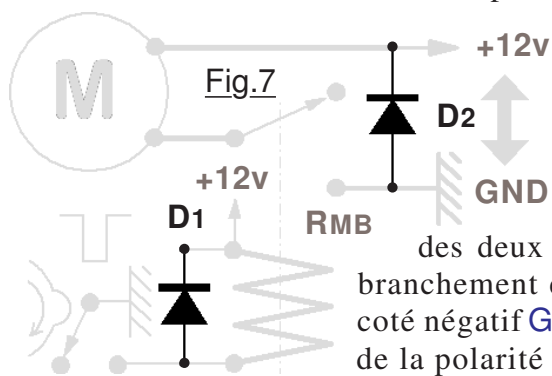 +12v
M
Fig.7
D2
+12v
GND
D1
RMB
des deux
branchement
coté négatif G
de la polarité